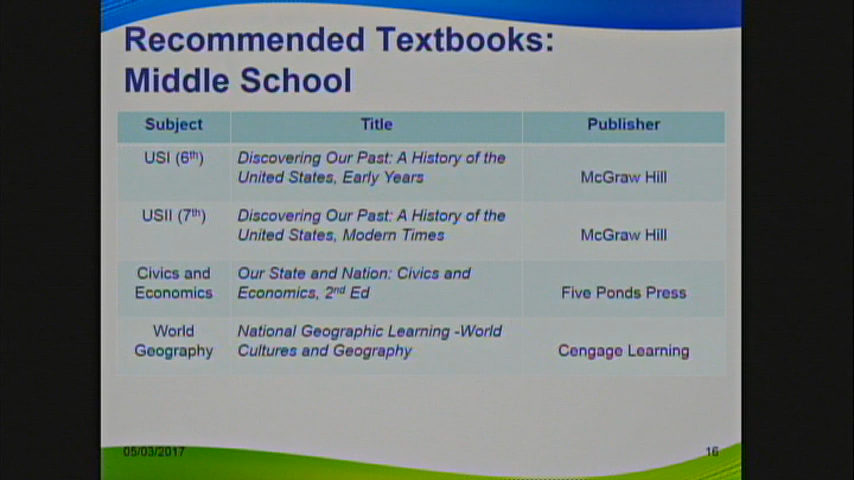 Recommended Textbooks:
Middle School
Subject Title Publisher
USI (6th) Discovering Our Past: A History of the
United States, Early Years McGraw Hill
USII (7th) Discovering Our Past: A History of the
United States, Modern Times McGraw Hill
Civics and Our State and Nation: Civics and
Economics Economics, 2nd Ed Five Ponds Press
World National Geographic Learning -World
Geography Cultures and Geography Cengage Learning
05/03/2017 16